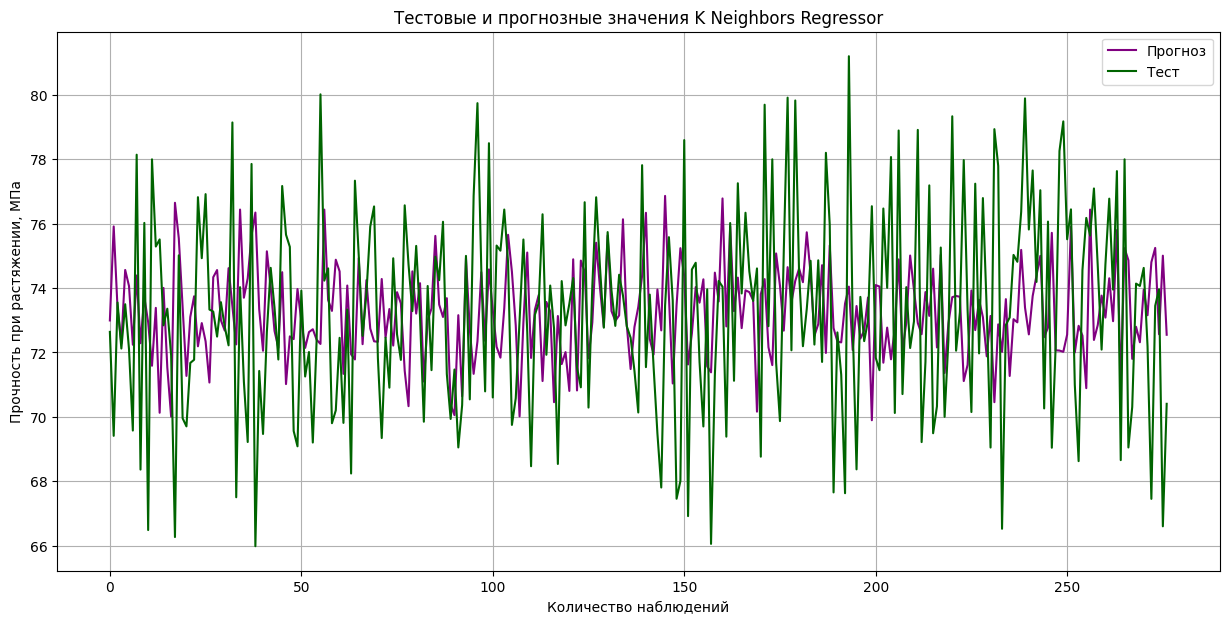 Тестовые и прогнозные значения K Neighbors Regressor
Прогноз
Тест
Прочность при растяжении, МПа
80
78
76
74
72
70
68
66
0
50
100
150
200
250
Количество наблюдений